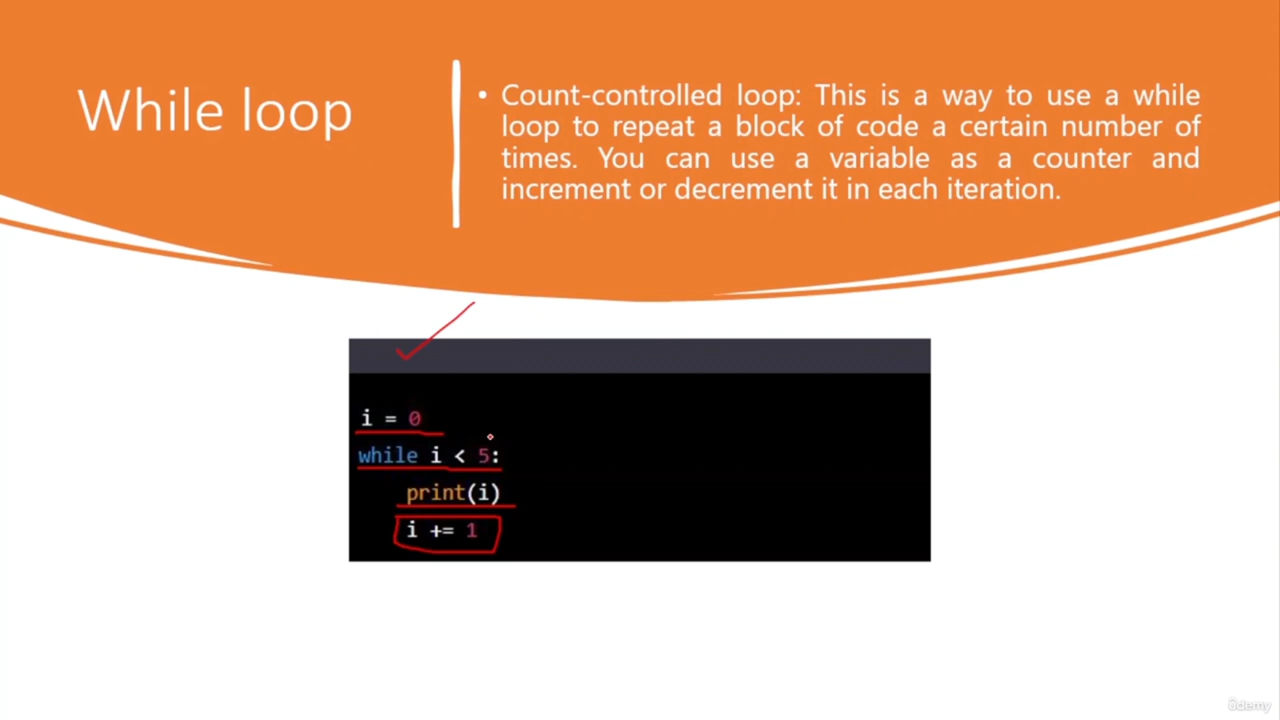 While loop
• Count-controlled loop: This is a way to use a while
loop to repeat a block of code a certain number of
times. You can use a variable as a counter and
increment or decrement it in each iteration.
i = 0
while i < 5:
    print(i)
    i += 1
ûdemy